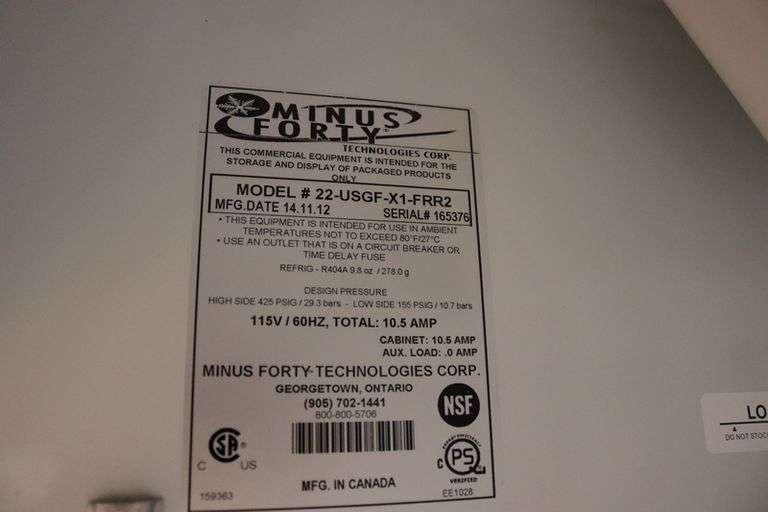 MINUS
FORTY
TECHNOLOGIES CORP.
THIS COMMERCIAL EQUIPMENT IS INTENDED FOR THE
STORAGE AND DISPLAY OF PACKAGED PRODUCTS
ONLY
MODEL # 22-USGF-X1-FRR2
MFG.DATE 14.11.12 SERIAL# 165376
• THIS EQUIPMENT IS INTENDED FOR USE IN AMBIENT
TEMPERATURES NOT TO EXCEED 80°F/27°C
• USE AN OUTLET THAT IS ON A CIRCUIT BREAKER OR
TIME DELAY FUSE
REFRIG - R404A 9.8 oz / 278.0 g
DESIGN PRESSURE
HIGH SIDE 425 PSIG / 29.3 bars - LOW SIDE 155 PSIG / 10.7 bars
115V / 60HZ, TOTAL: 10.5 AMP
CABINET: 10.5 AMP
AUX. LOAD: .0 AMP
MINUS FORTY TECHNOLOGIES CORP.
GEORGETOWN, ONTARIO
(905) 702-1441
800-800-5706
NSF
C SA US
MFG. IN CANADA
159363
ENERGY EFFICIENCY
C PS
VERIFIED
EE1028
LO
DO NOT STOC